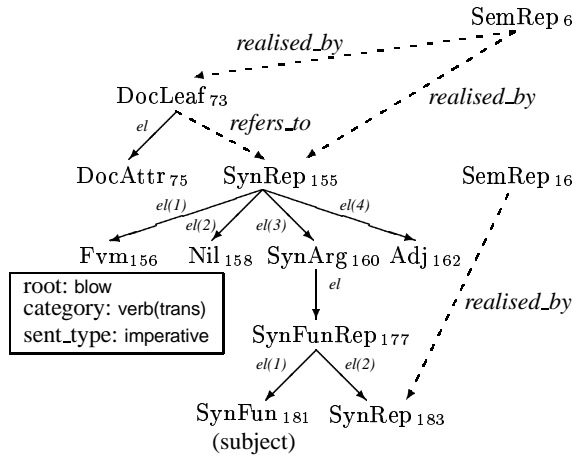 SemRep 6
realised_by
DocLeaf 73
realised_by
el
refers_to
DocAttr 75 SynRep 155 SemRep 16
el(1) el(2) el(3) el(4)
Fvm 156 Nil 158 SynArg 160 Adj 162
root: blow
category: verb(trans)
sent_type: imperative
el
realised_by
SynFunRep 177
el(1) el(2)
SynFun 181 SynRep 183
(subject)